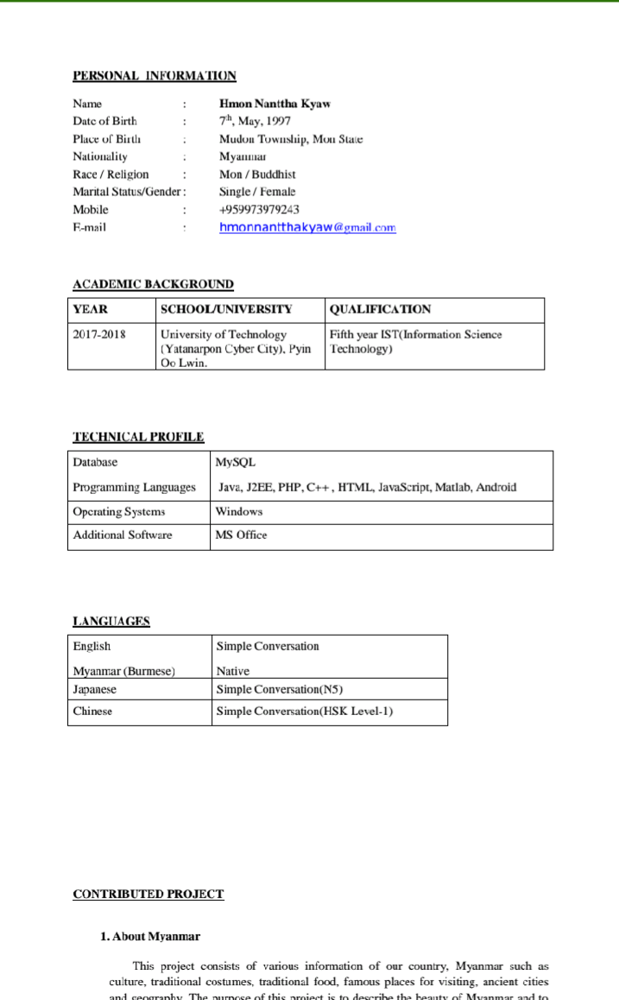 PERSONAL INFORMATION
Name : Hmon Nanttha Kyaw
Date of Birth : 7th, May, 1997
Place of Birth : Mudon Township, Mon State
Nationality : Myanmar
Race / Religion : Mon / Buddhist
Marital Status/Gender : Single / Female
Mobile : +959973979243
E-mail : hmonnantthakyaw@gmail.com
ACADEMIC BACKGROUND
YEAR SCHOOL/UNIVERSITY QUALIFICATION
2017-2018 University of Technology Fifth year IST(Information Science
(Yatanarpon Cyber City), Pyin Technology)
Oo Lwin.
TECHNICAL PROFILE
Database MySQL
Programming Languages Java, J2EE, PHP, C++ , HTML, JavaScript, Matlab, Android
Operating Systems Windows
Additional Software MS Office
LANGUAGES
English Simple Conversation
Myanmar (Burmese) Native
Japanese Simple Conversation(N5)
Chinese Simple Conversation(HSK Level-1)
CONTRIBUTED PROJECT
1. About Myanmar
This project consists of various information of our country, Myanmar such as
culture, traditional costumes, traditional food, famous places for visiting, ancient cities
and geography. The purpose of this project is to describe the beauty of Myanmar and to